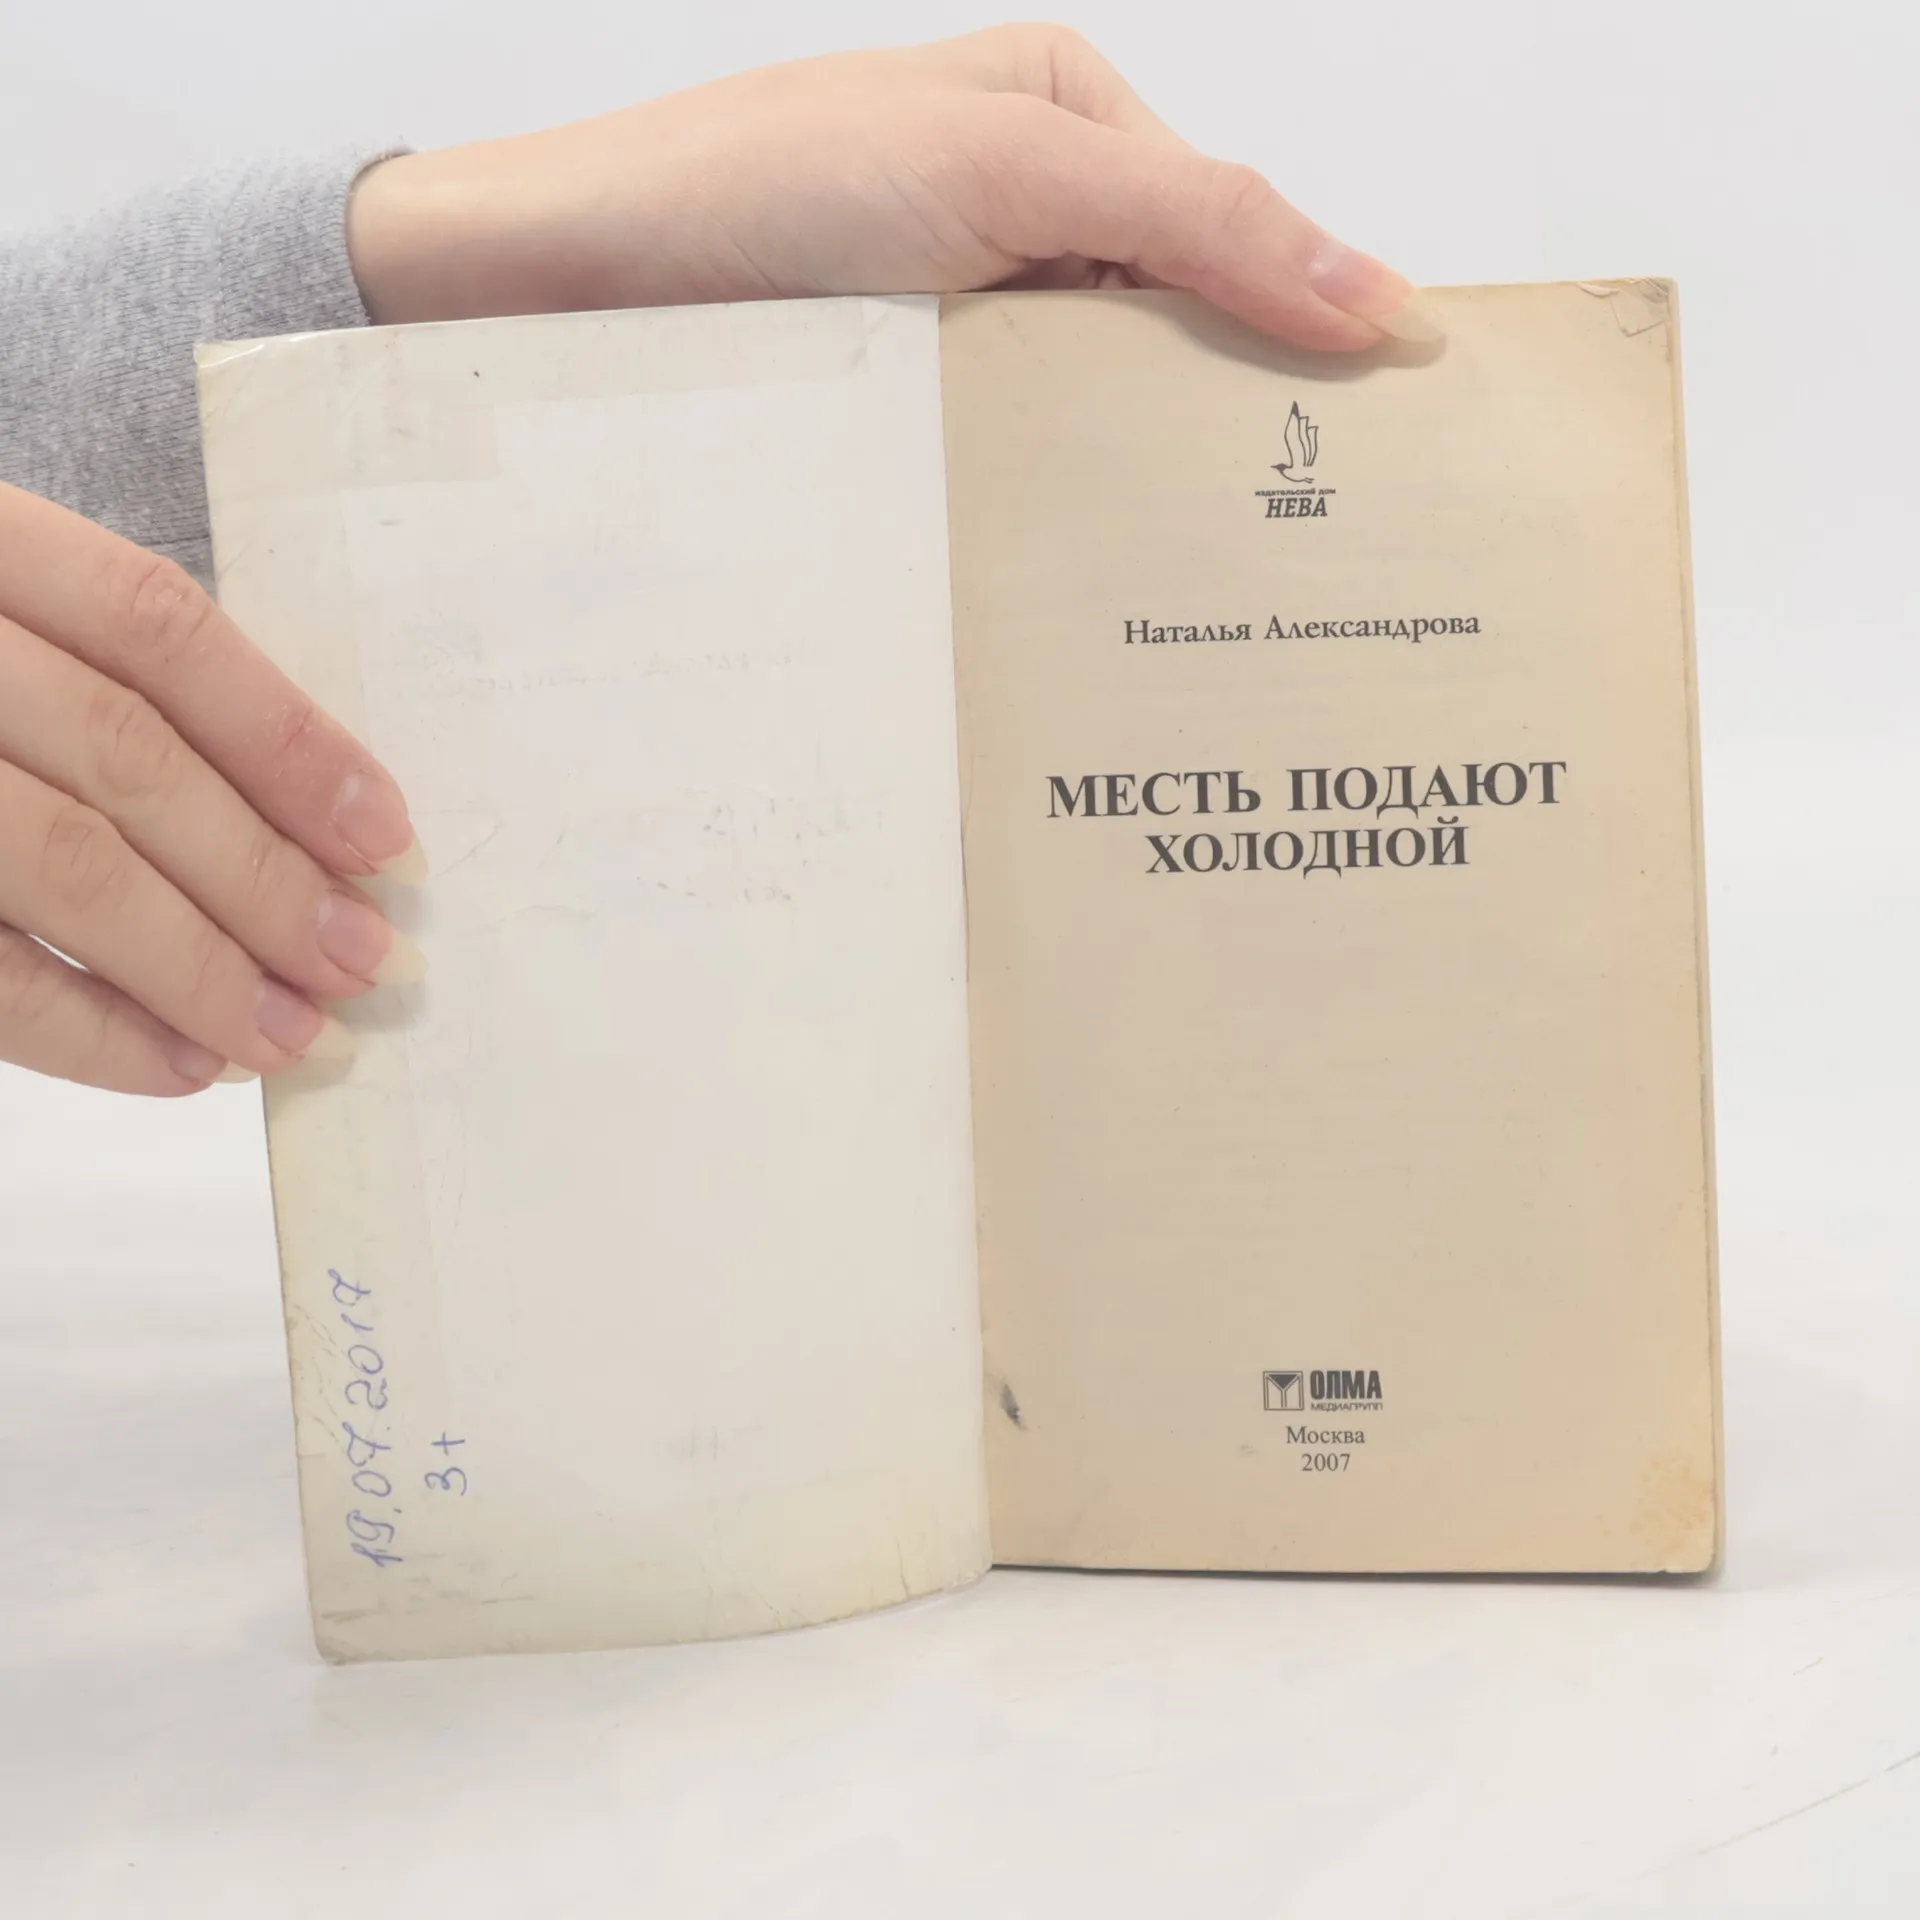 19.07.2017
3+
издательский дом
НЕВА
Наталья Александрова
МЕСТЬ ПОДАЮТ
ХОЛОДНОЙ
ОЛМА
МЕДИАГРУПП
Москва
2007